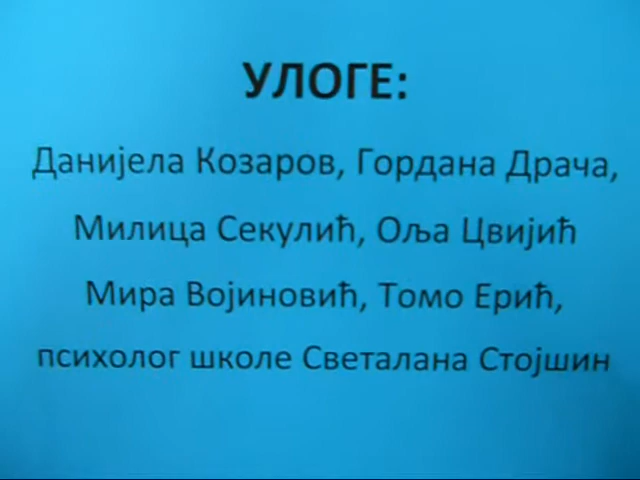 УЛОГЕ:
Данијела Козаров, Гордана Драча,
Милица Секулић, Оља Цвијић
Мира Војиновић, Томо Ерић,
психолог школе Светалана Стојшин